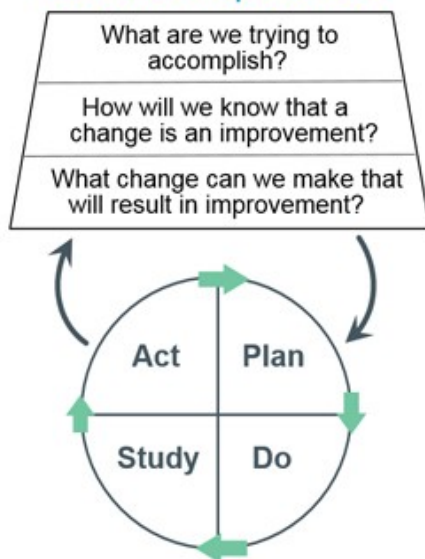 What are we trying to
accomplish?
How will we know that a
change is an improvement?
What change can we make that
will result in improvement?
Act
Plan
Study
Do